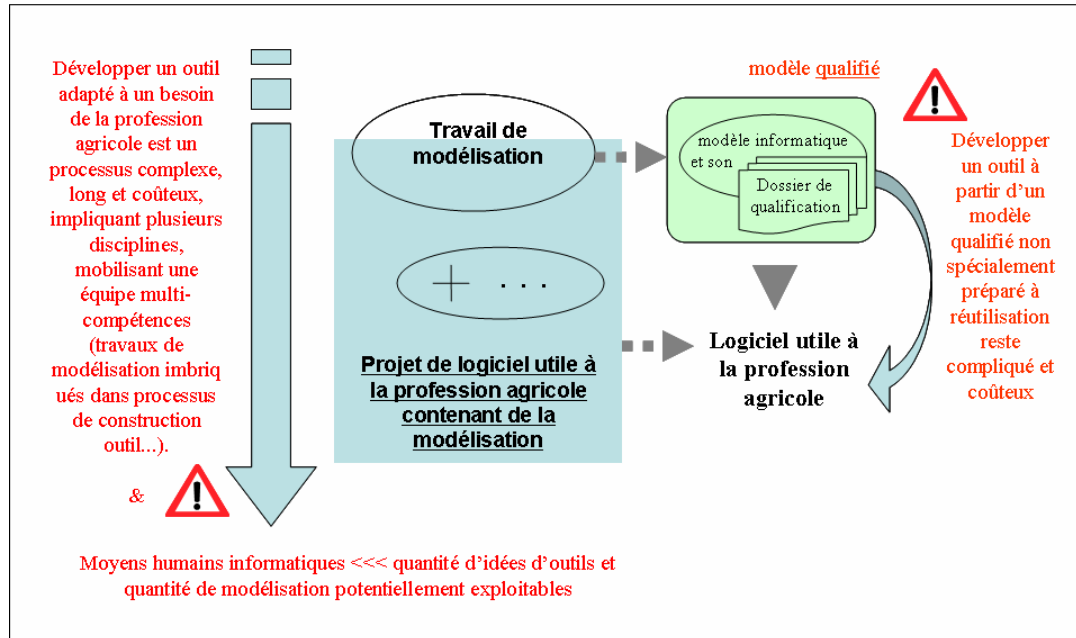 Développer un outil
adapté à un besoin
de la profession
agricole est un
processus complexe,
long et coûteux,
impliquant plusieurs
disciplines,
mobilisant une
équipe multi-
compétences
(travaux de
modélisation imbriq
ués dans processus
de construction
outil...).
&
Moyens humains informatiques <<< quantité d'idées d'outils et
quantité de modélisation potentiellement exploitables
Travail de
modélisation
+ . . .
Projet de logiciel utile à
la profession agricole
contenant de la
modélisation
modèle qualifié
modèle informatique
et son
Dossier de
qualification
Logiciel utile à
la profession
agricole
Développer
un outil à
partir d'un
modèle
qualifié non
spécialement
préparé à
réutilisation
reste
compliqué et
coûteux